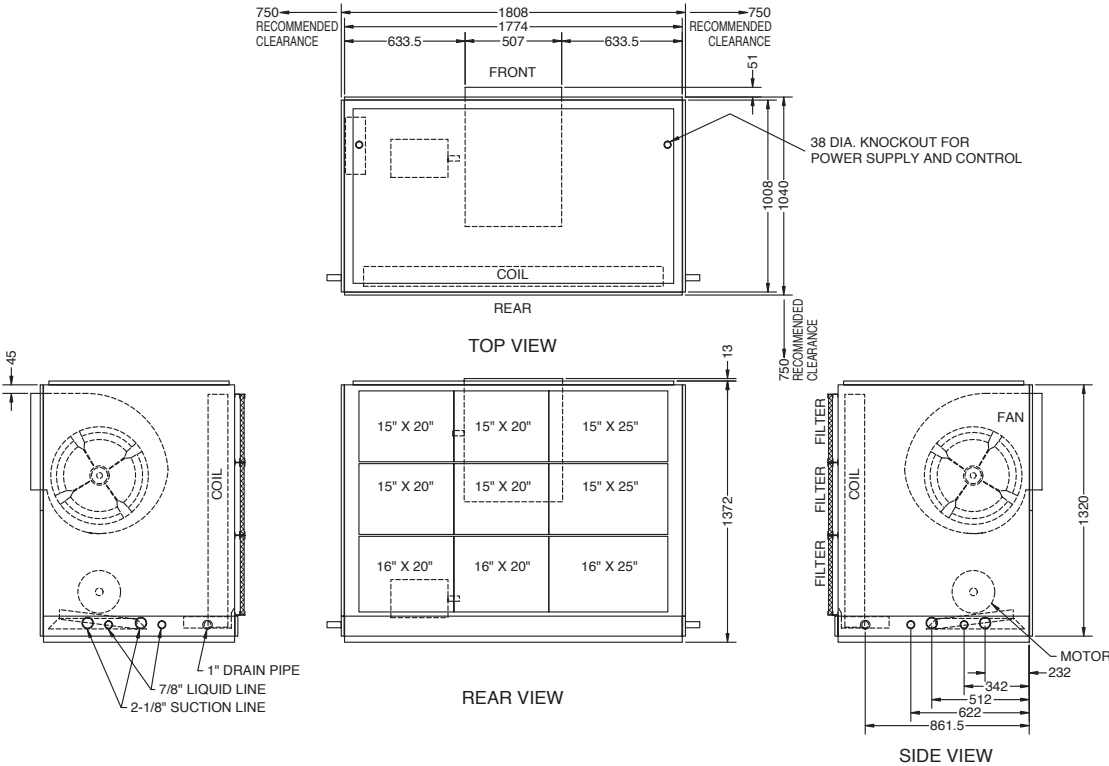 750
RECOMMENDED
CLEARANCE
1808
1774
633.5
507
633.5
750
RECOMMENDED
CLEARANCE
FRONT
51
38 DIA. KNOCKOUT FOR
POWER SUPPLY AND CONTROL
1008
1040
COIL
REAR
750
RECOMMENDED
CLEARANCE
TOP VIEW
45
COIL
1" DRAIN PIPE
7/8" LIQUID LINE
2-1/8" SUCTION LINE
13
15" X 20"
15" X 20"
15" X 25"
15" X 20"
15" X 20"
15" X 25"
16" X 20"
16" X 20"
16" X 25"
1372
REAR VIEW
FILTER
FILTER
FILTER
COIL
FAN
1320
MOTOR
232
342
512
622
861.5
SIDE VIEW